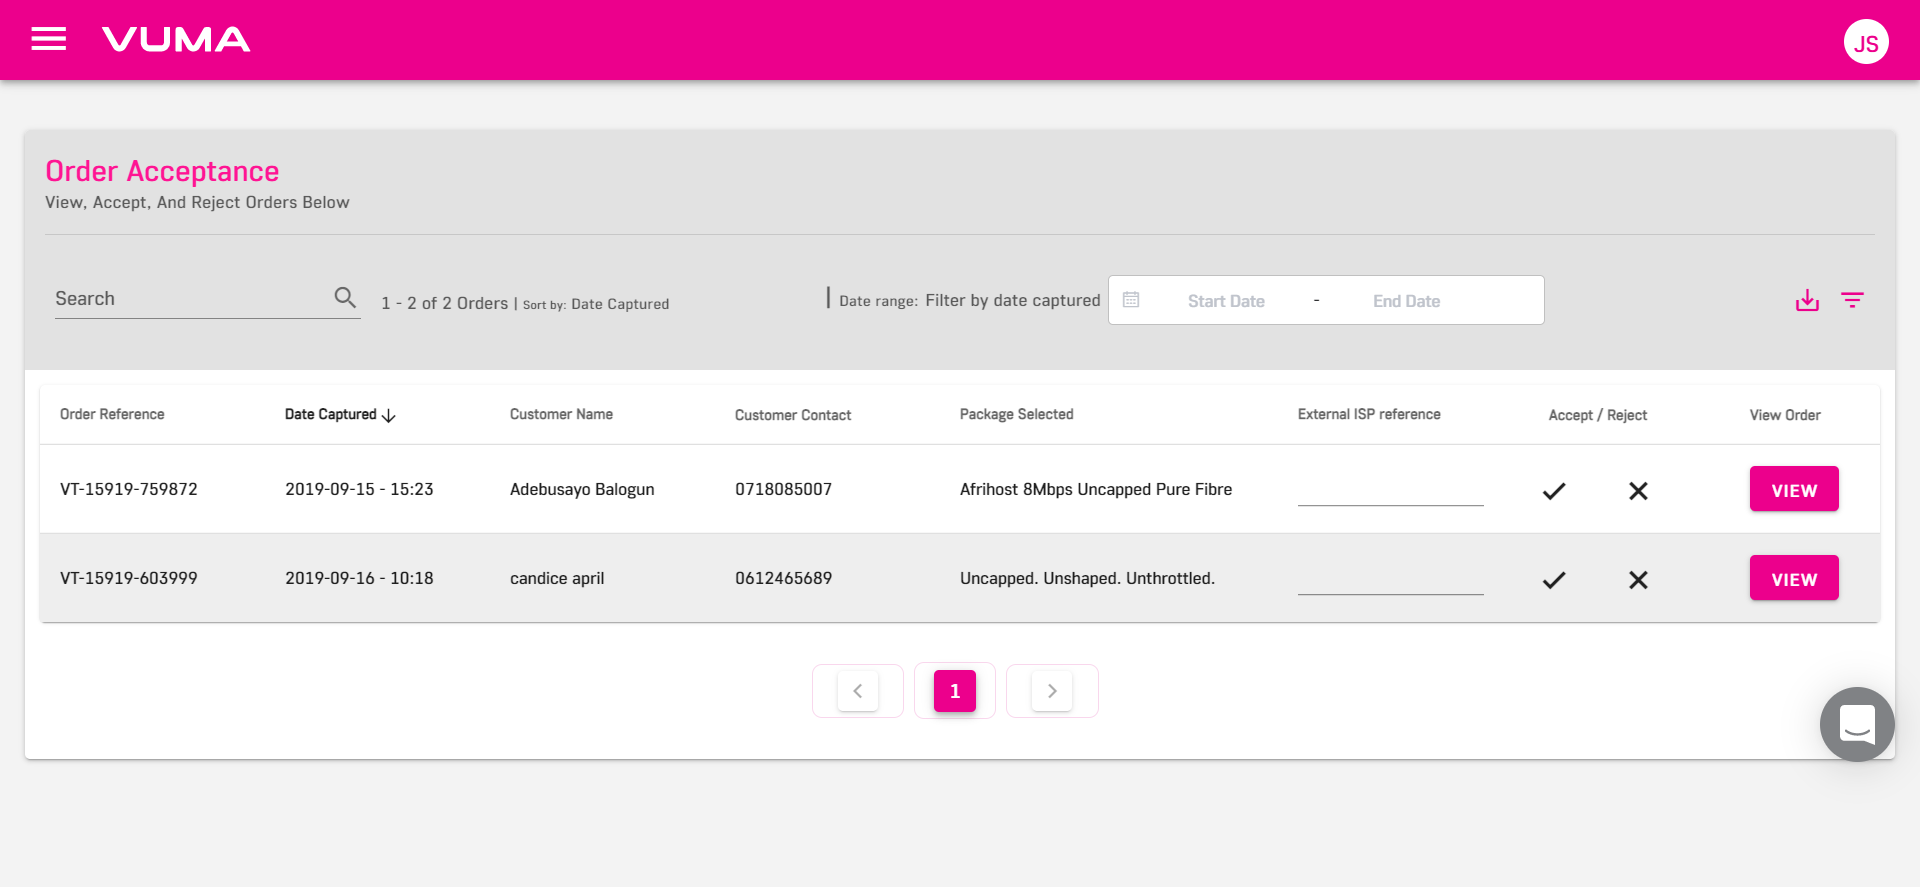 VUMA
JS
Order Acceptance
View, Accept, And Reject Orders Below
Search
1 - 2 of 2 Orders | Sort by: Date Captured
Date range: Filter by date captured
Start Date - End Date
Order Reference Date Captured Customer Name Customer Contact Package Selected External ISP reference Accept / Reject View Order
VT-15919-759872 2019-09-15 - 15:23 Adebusayo Balogun 0718085007 Afrihost 8Mbps Uncapped Pure Fibre VIEW
VT-15919-603999 2019-09-16 - 10:18 candice april 0612465689 Uncapped. Unshaped. Unthrottled. VIEW
1